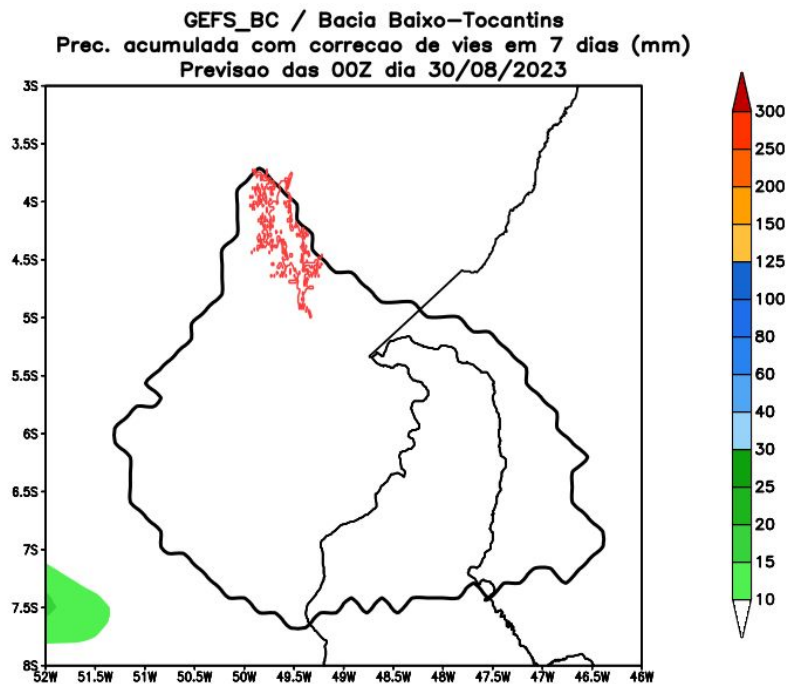 GEFS_BC / Bacia Baixo-Tocantins
Prec. acumulada com correcao de vies em 7 dias (mm)
Previsao das 00Z dia 30/08/2023
3S
3.5S
4S
4.5S
5S
5.5S
6S
6.5S
7S
7.5S
8S
52W 51.5W 51W 50.5W 50W 49.5W 49W 48.5W 48W 47.5W 47W 46.5W 46W
300
250
200
150
125
100
80
60
40
30
25
20
15
10